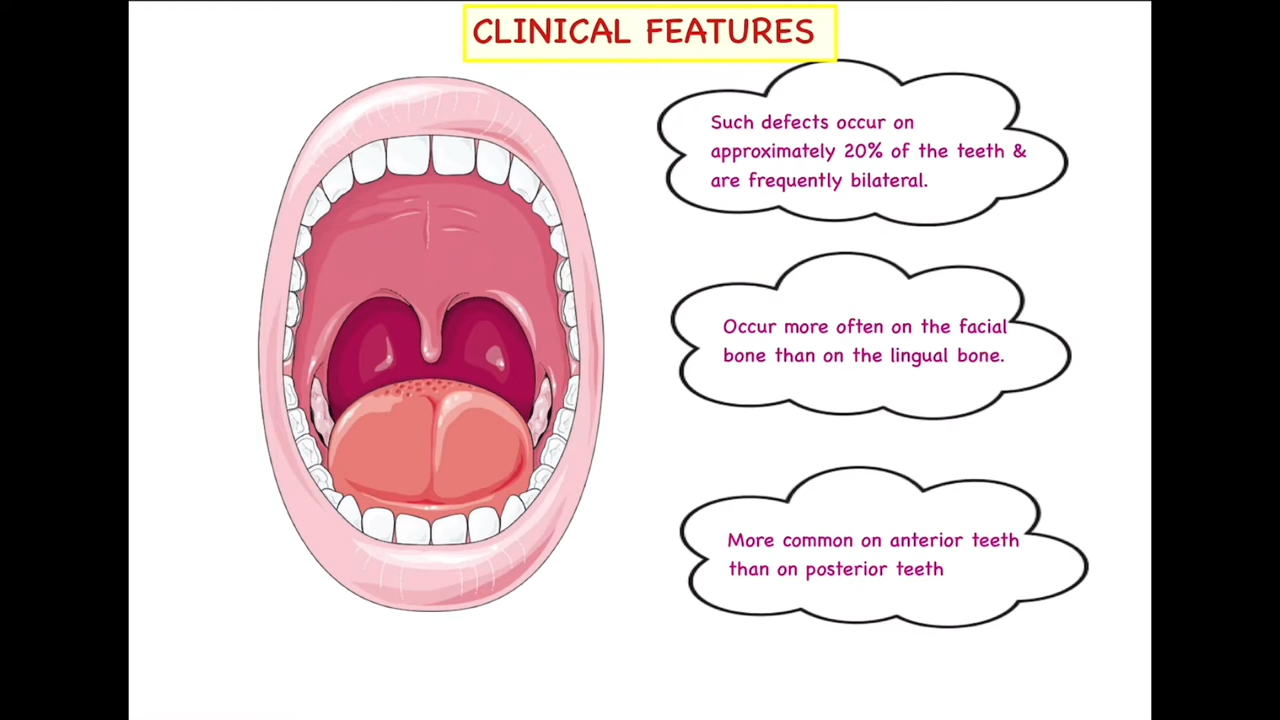 CLINICAL FEATURES
Such defects occur on
approximately 20% of the teeth &
are frequently bilateral.
Occur more often on the facial
bone than on the lingual bone.
More common on anterior teeth
than on posterior teeth